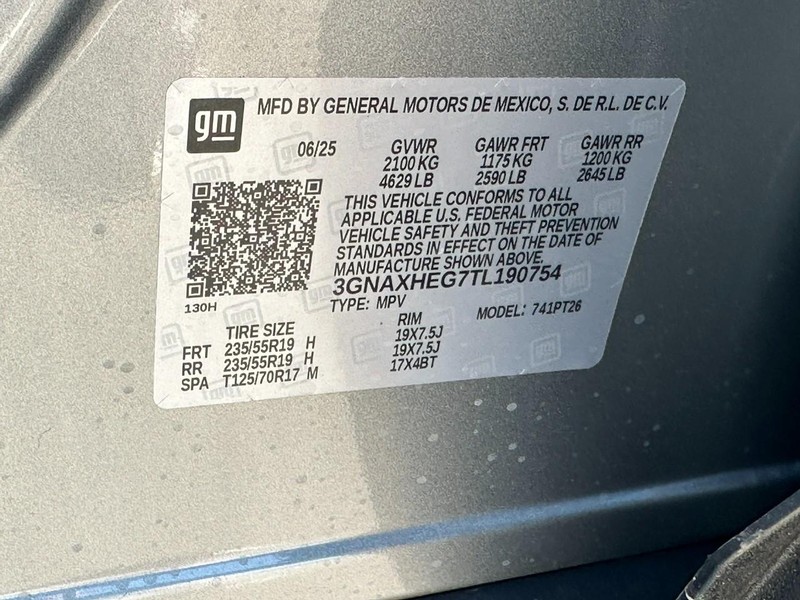 gm MFD BY GENERAL MOTORS DE MEXICO, S. DE R.L. DE C.V.
06/25 GVWR GAWR FRT GAWR RR
2100 KG 1175 KG 1200 KG
4629 LB 2590 LB 2645 LB
THIS VEHICLE CONFORMS TO ALL
APPLICABLE U.S. FEDERAL MOTOR
VEHICLE SAFETY AND THEFT PREVENTION
STANDARDS IN EFFECT ON THE DATE OF
MANUFACTURE SHOWN ABOVE.
3GNAXHEG7TL190754
130H TYPE: MPV MODEL: 741PT26
TIRE SIZE RIM
FRT 235/55R19 H 19X7.5J
RR 235/55R19 H 19X7.5J
SPA T125/70R17 M 17X4BT